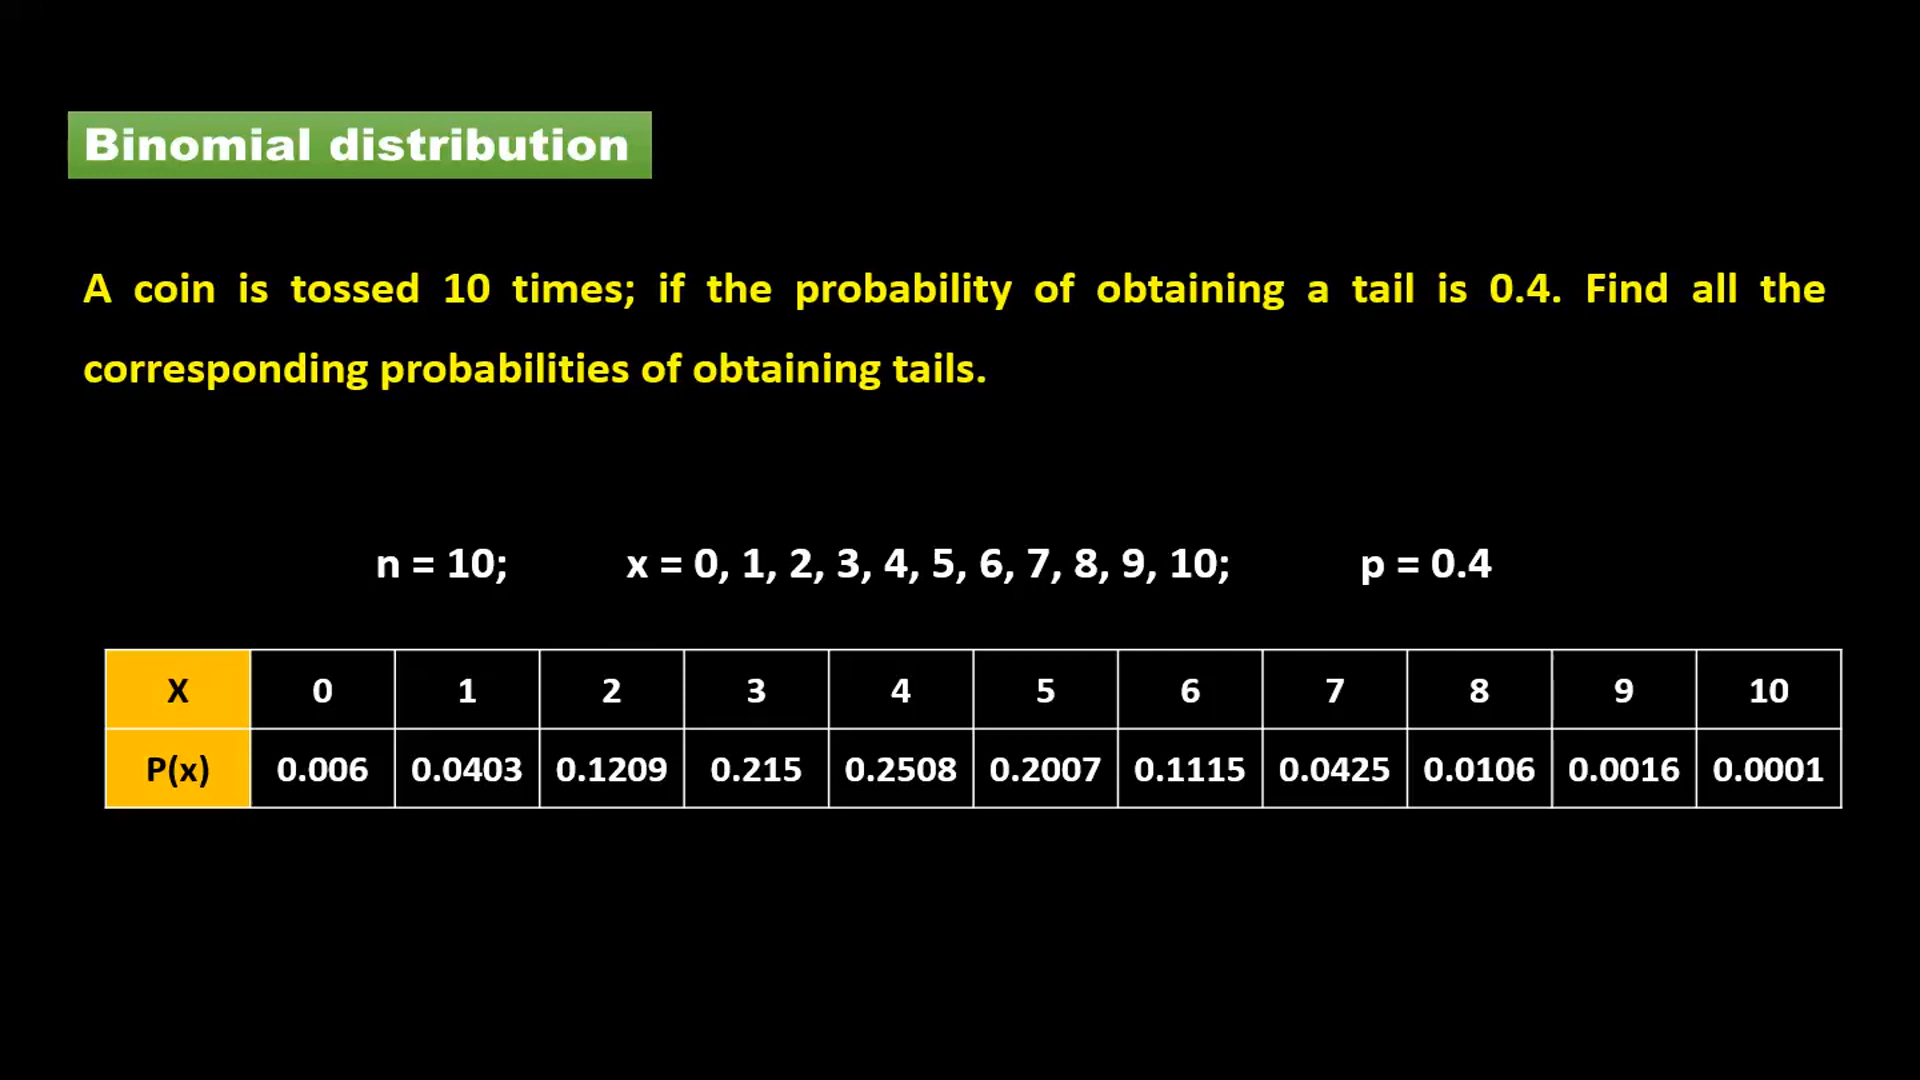 Binomial distribution
A coin is tossed 10 times; if the probability of obtaining a tail is 0.4. Find all the
corresponding probabilities of obtaining tails.
n = 10; x = 0, 1, 2, 3, 4, 5, 6, 7, 8, 9, 10; p = 0.4
X 0 1 2 3 4 5 6 7 8 9 10
P(x) 0.006 0.0403 0.1209 0.215 0.2508 0.2007 0.1115 0.0425 0.0106 0.0016 0.0001